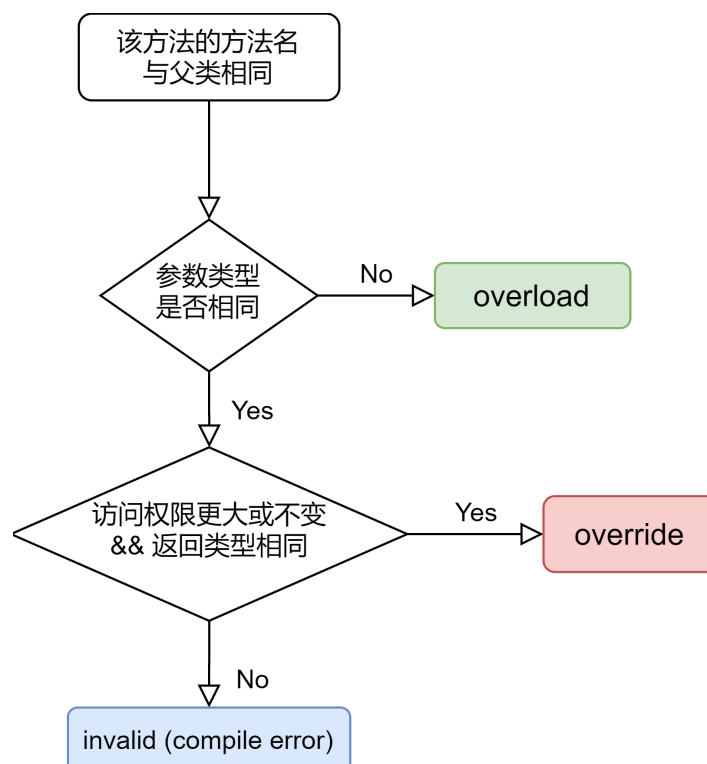 该方法的方法名
与父类相同
参数类型
是否相同
No
overload
Yes
访问权限更大或不变
&& 返回类型相同
Yes
override
No
invalid (compile error)